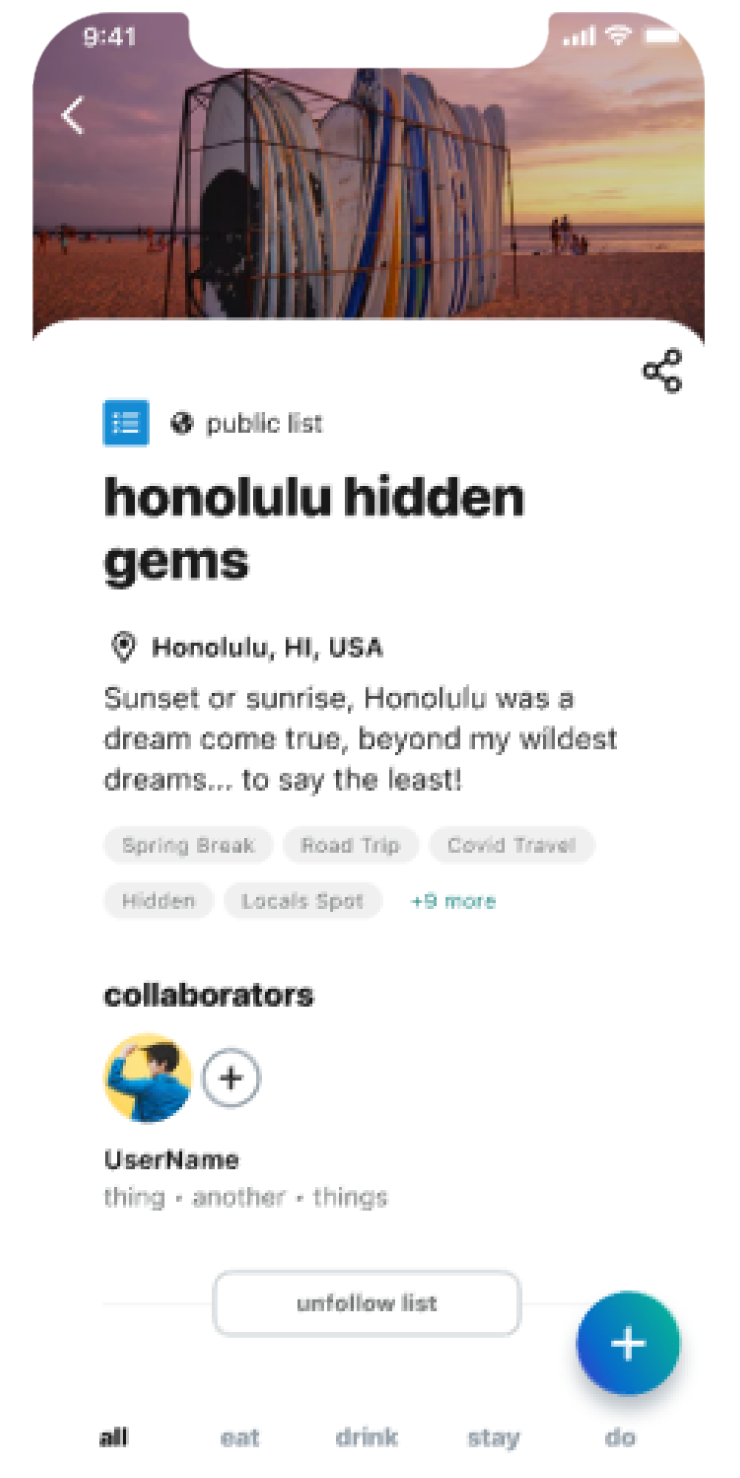 9:41
public list
honolulu hidden
gems
Honolulu, HI, USA
Sunset or sunrise, Honolulu was a
dream come true, beyond my wildest
dreams... to say the least!
Spring Break Road Trip Covid Travel
Hidden Locals Spot +9 more
collaborators
UserName
thing • another • things
unfollow list
all eat drink stay do